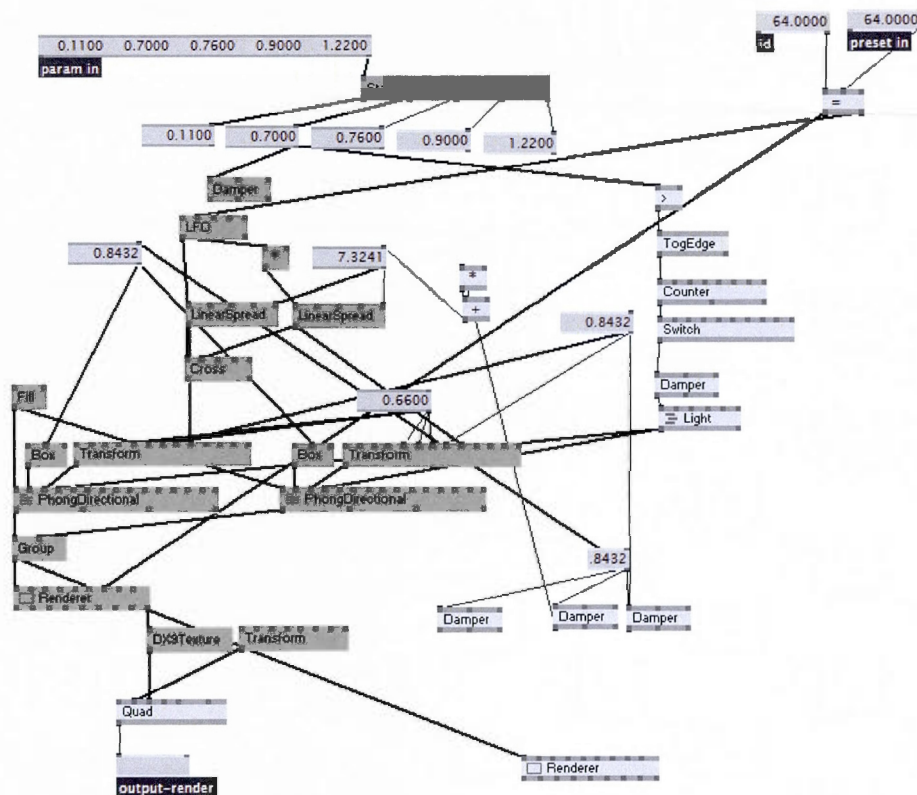 64.0000 64.0000
id preset in
0.1100 0.7000 0.7600 0.9000 1.2200
param in
=
0.1100 0.7000 0.7600 0.9000 1.2200
Damper
>
LFO
TogEdge
0.8432 * 7.3241
*
Counter
LinearSpread LinearSpread +
0.8432
Switch
Cross
Damper
Fill 0.6600
Light
Box Transform Box Transform
PhongDirectional PhongDirectional
Group
.8432
Renderer
Damper Damper Damper
DX9Texture Transform
Quad
Renderer
output-render